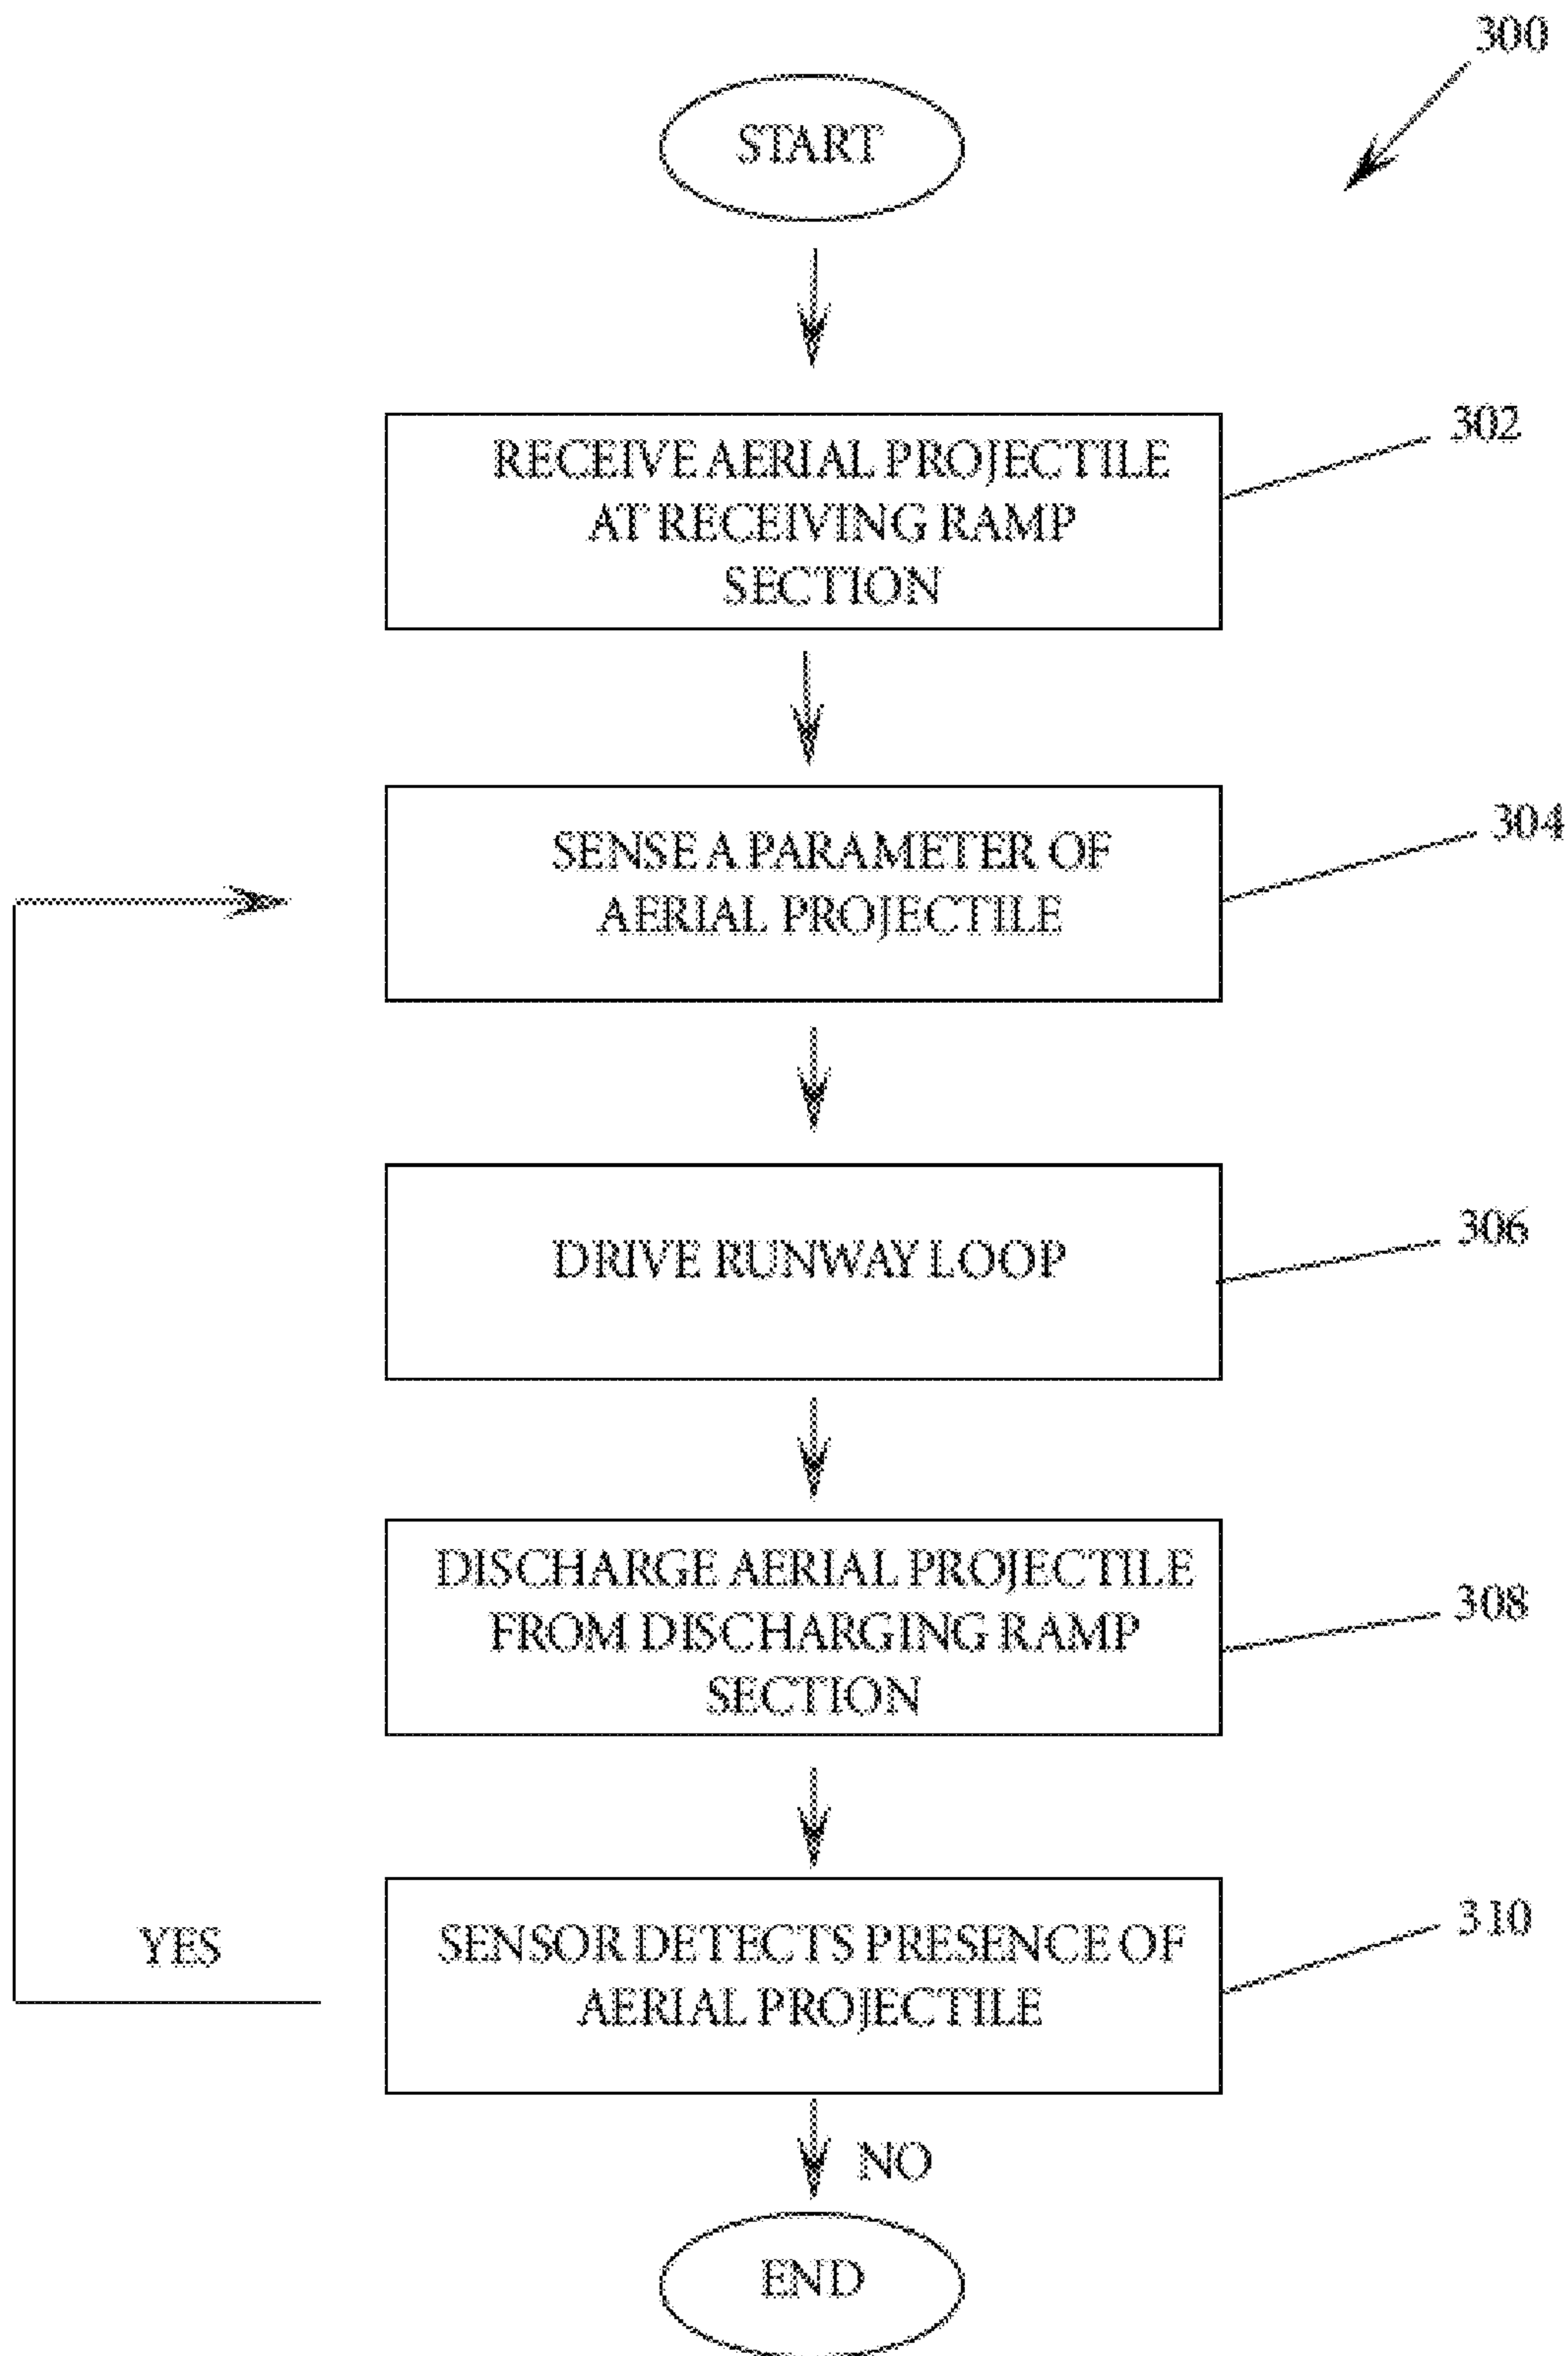 300
START
RECEIVE AERIAL PROJECTILE
AT RECEIVING RAMP
SECTION
302
SENSE A PARAMETER OF
AERIAL PROJECTILE
304
DRIVE RUNWAY LOOP
306
DISCHARGE AERIAL PROJECTILE
FROM DISCHARGING RAMP
SECTION
308
SENSOR DETECTS PRESENCE OF
AERIAL PROJECTILE
310
YES
NO
END